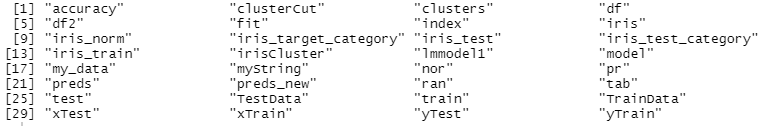 [1] "accuracy" "clusterCut" "clusters" "df"
[5] "df2" "fit" "index" "iris"
[9] "iris_norm" "iris_target_category" "iris_test" "iris_test_category"
[13] "iris_train" "irisCluster" "lmmodel1" "model"
[17] "my_data" "myString" "nor" "pr"
[21] "preds" "preds_new" "ran" "tab"
[25] "test" "TestData" "train" "TrainData"
[29] "xTest" "xTrain" "yTest" "yTrain"